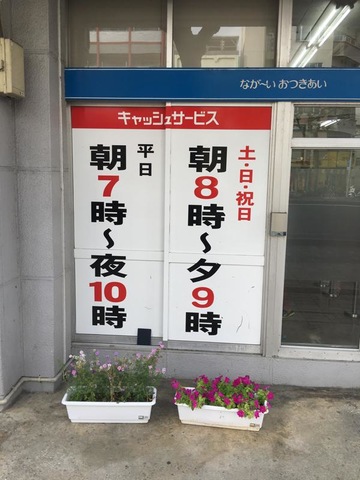 なが〜い おつきあい
キャッシュサービス
平日
朝7時〜夜10時
土・日・祝日
朝8時〜夕9時